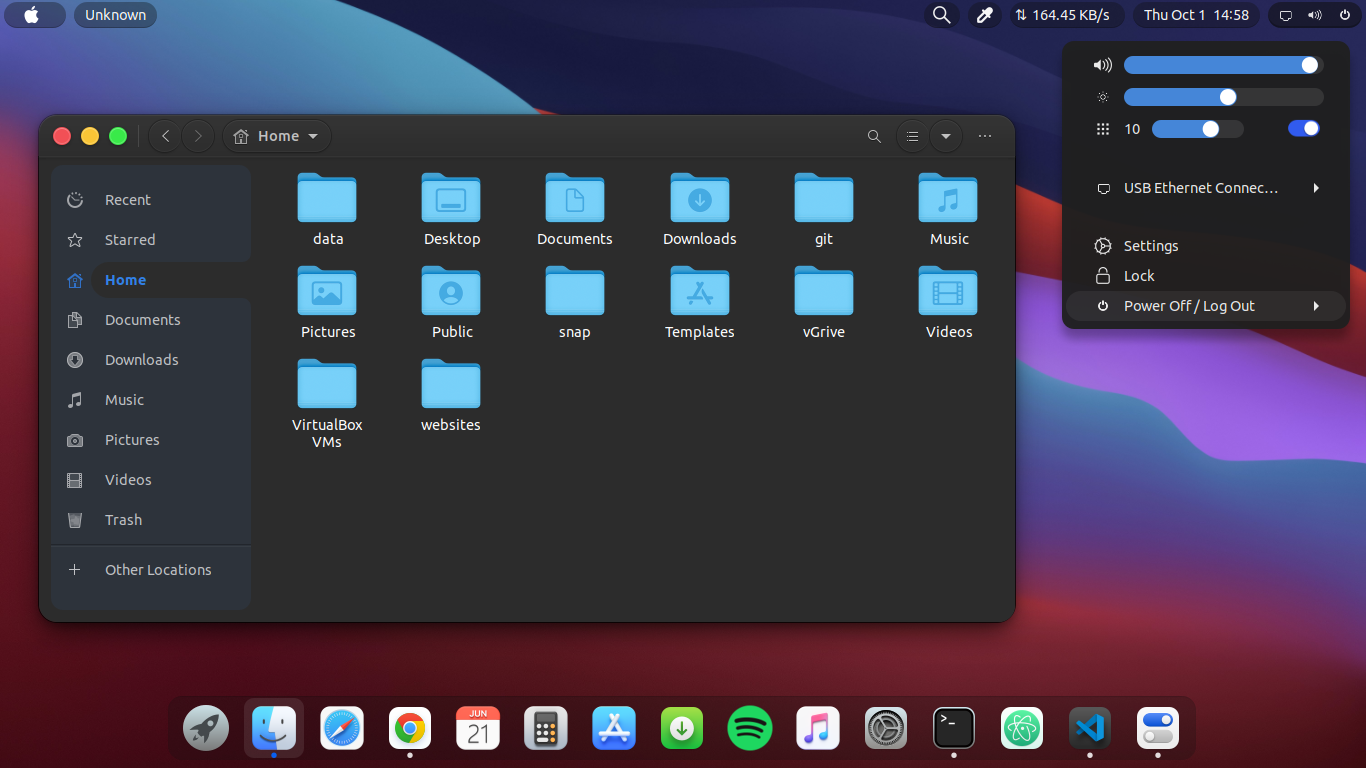 Unknown
164.45 KB/s
Thu Oct 1 14:58
10
USB Ethernet Connec...
Settings
Lock
Power Off / Log Out
Home
Recent
Starred
Home
Documents
Downloads
Music
Pictures
Videos
Trash
Other Locations
data
Desktop
Documents
Downloads
git
Music
Pictures
Public
snap
Templates
vGrive
Videos
VirtualBox
VMs
websites
JUN
21
>_